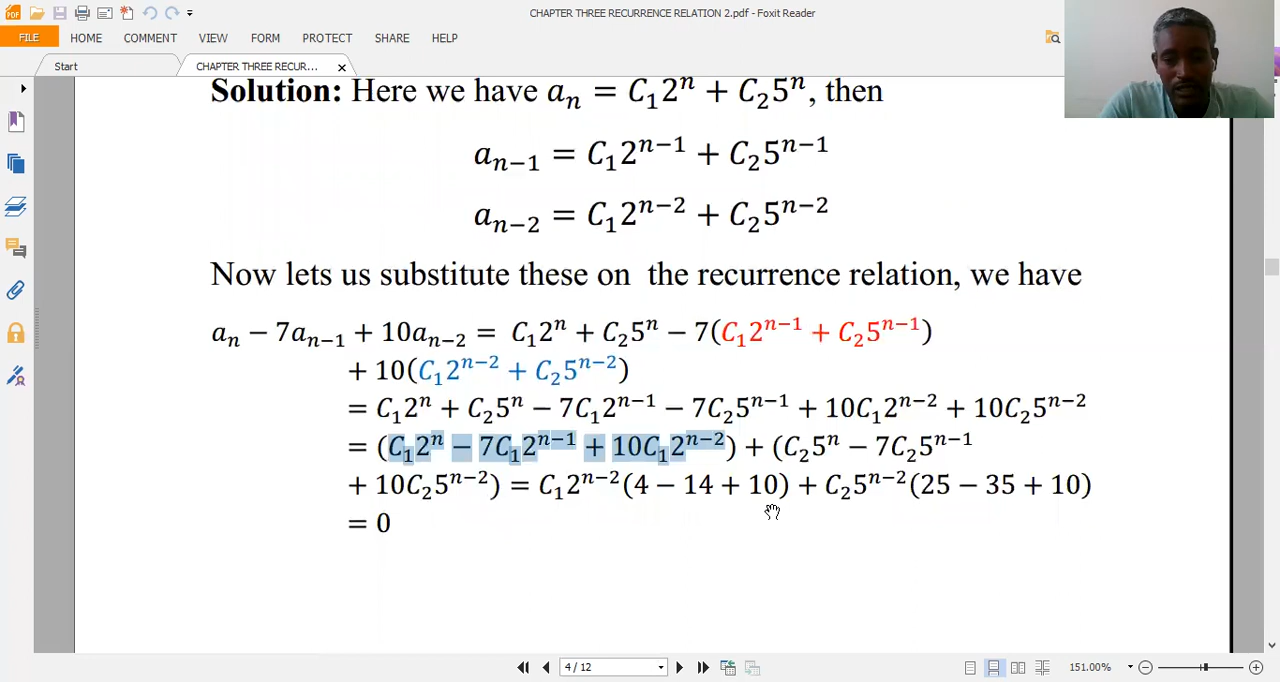 CHAPTER THREE RECURRENCE RELATION 2.pdf - Foxit Reader
FILE HOME COMMENT VIEW FORM PROTECT SHARE HELP
Start CHAPTER THREE RECUR...
Solution: Here we have aₙ = C₁2ⁿ + C₂5ⁿ, then
aₙ₋₁ = C₁2ⁿ⁻¹ + C₂5ⁿ⁻¹
aₙ₋₂ = C₁2ⁿ⁻² + C₂5ⁿ⁻²
Now lets us substitute these on the recurrence relation, we have
aₙ − 7aₙ₋₁ + 10aₙ₋₂ = C₁2ⁿ + C₂5ⁿ − 7(C₁2ⁿ⁻¹ + C₂5ⁿ⁻¹)
+ 10(C₁2ⁿ⁻² + C₂5ⁿ⁻²)
= C₁2ⁿ + C₂5ⁿ − 7C₁2ⁿ⁻¹ − 7C₂5ⁿ⁻¹ + 10C₁2ⁿ⁻² + 10C₂5ⁿ⁻²
= (C₁2ⁿ − 7C₁2ⁿ⁻¹ + 10C₁2ⁿ⁻²) + (C₂5ⁿ − 7C₂5ⁿ⁻¹
+ 10C₂5ⁿ⁻²) = C₁2ⁿ⁻²(4 − 14 + 10) + C₂5ⁿ⁻²(25 − 35 + 10)
= 0
4 / 12 151.00%